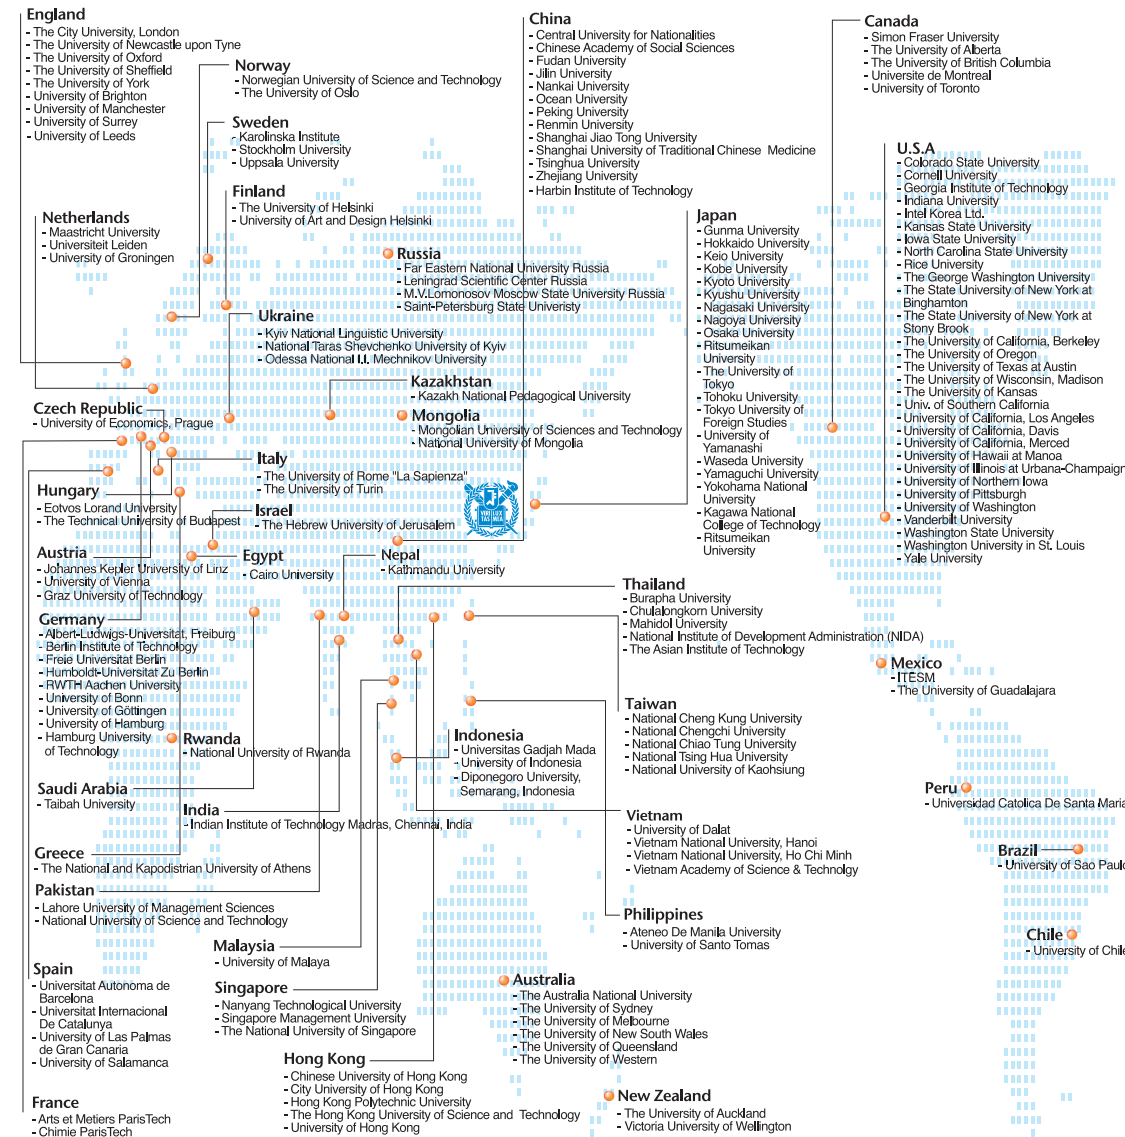 England
- The City University, London
- The University of Newcastle upon Tyne
- The University of Oxford
- The University of Sheffield
- The University of York
- University of Brighton
- University of Manchester
- University of Surrey
- University of Leeds
Norway
- Norwegian University of Science and Technology
- The University of Oslo
Sweden
- Karolinska Institute
- Stockholm University
- Uppsala University
Finland
- The University of Helsinki
- University of Art and Design Helsinki
Netherlands
- Maastricht University
- Universiteit Leiden
- University of Groningen
Russia
- Far Eastern National University Russia
- Leningrad Scientific Center Russia
- M.V.Lomonosov Moscow State University Russia
- Saint-Petersburg State Univeristy
Ukraine
- Kyiv National Linguistic University
- National Taras Shevchenko University of Kyiv
- Odessa National I.I. Mechnikov University
Kazakhstan
- Kazakh National Pedagogical University
Mongolia
- Mongolian University of Sciences and Technology
- National University of Mongolia
Czech Republic
- University of Economics, Prague
Italy
- The University of Rome "La Sapienza"
- The University of Turin
Hungary
- Eotvos Lorand University
- The Technical University of Budapest
Israel
- The Hebrew University of Jerusalem
VERI LUX
TAS MEA
Austria
- Johannes Kepler University of Linz
- University of Vienna
- Graz University of Technology
Egypt
- Cairo University
Nepal
- Kathmandu University
Germany
- Albert-Ludwigs-Universitat, Freiburg
- Berlin Institute of Technology
- Freie Universitat Berlin
- Humboldt-Universitat Zu Berlin
- RWTH Aachen University
- University of Bonn
- University of Göttingen
- University of Hamburg
- Hamburg University
of Technology
Rwanda
- National University of Rwanda
Saudi Arabia
- Taibah University
India
- Indian Institute of Technology Madras, Chennai, India
Greece
- The National and Kapodistrian University of Athens
Pakistan
- Lahore University of Management Sciences
- National University of Science and Technology
Malaysia
- University of Malaya
Spain
- Universitat Autonoma de
Barcelona
- Universitat Internacional
De Catalunya
- University of Las Palmas
de Gran Canaria
- University of Salamanca
Singapore
- Nanyang Technological University
- Singapore Management University
- The National University of Singapore
Hong Kong
- Chinese University of Hong Kong
- City University of Hong Kong
- Hong Kong Polytechnic University
- The Hong Kong University of Science and Technology
- University of Hong Kong
France
- Arts et Metiers ParisTech
- Chimie ParisTech
China
- Central University for Nationalities
- Chinese Academy of Social Sciences
- Fudan University
- Jilin University
- Nankai University
- Ocean University
- Peking University
- Renmin University
- Shanghai Jiao Tong University
- Shanghai University of Traditional Chinese Medicine
- Tsinghua University
- Zhejiang University
- Harbin Institute of Technology
Japan
- Gunma University
- Hokkaido University
- Keio University
- Kobe University
- Kyoto University
- Kyushu University
- Nagasaki University
- Nagoya University
- Osaka University
- Ritsumeikan
University
- The University of
Tokyo
- Tohoku University
- Tokyo University of
Foreign Studies
- University of
Yamanashi
- Waseda University
- Yamaguchi University
- Yokohama National
University
- Kagawa National
College of Technology
- Ritsumeikan
University
Thailand
- Burapha University
- Chulalongkorn University
- Mahidol University
- National Institute of Development Administration (NIDA)
- The Asian Institute of Technology
Taiwan
- National Cheng Kung University
- National Chengchi University
- National Chiao Tung University
- National Tsing Hua University
- National University of Kaohsiung
Indonesia
- Universitas Gadjah Mada
- University of Indonesia
- Diponegoro University,
Semarang, Indonesia
Vietnam
- University of Dalat
- Vietnam National University, Hanoi
- Vietnam National University, Ho Chi Minh
- Vietnam Academy of Science & Technolgy
Philippines
- Ateneo De Manila University
- University of Santo Tomas
Australia
- The Australia National University
- The University of Sydney
- The University of Melbourne
- The University of New South Wales
- The University of Queensland
- The University of Western
New Zealand
- The University of Auckland
- Victoria University of Wellington
Canada
- Simon Fraser University
- The University of Alberta
- The University of British Columbia
- Universite de Montreal
- University of Toronto
U.S.A
- Colorado State University
- Cornell University
- Georgia Institute of Technology
- Indiana University
- Intel Korea Ltd.
- Kansas State University
- Iowa State University
- North Carolina State University
- Rice University
- The George Washington University
- The State University of New York at
Binghamton
- The State University of New York at
Stony Brook
- The University of California, Berkeley
- The University of Oregon
- The University of Texas at Austin
- The University of Wisconsin, Madison
- The University of Kansas
- Univ. of Southern California
- University of California, Los Angeles
- University of California, Davis
- University of California, Merced
- University of Hawaii at Manoa
- University of Illinois at Urbana-Champaign
- University of Northern Iowa
- University of Pittsburgh
- University of Washington
- Vanderbilt University
- Washington State University
- Washington University in St. Louis
- Yale University
Mexico
- ITESM
- The University of Guadalajara
Peru
- Universidad Catolica De Santa Maria
Brazil
- University of Sao Paulo
Chile
- University of Chile